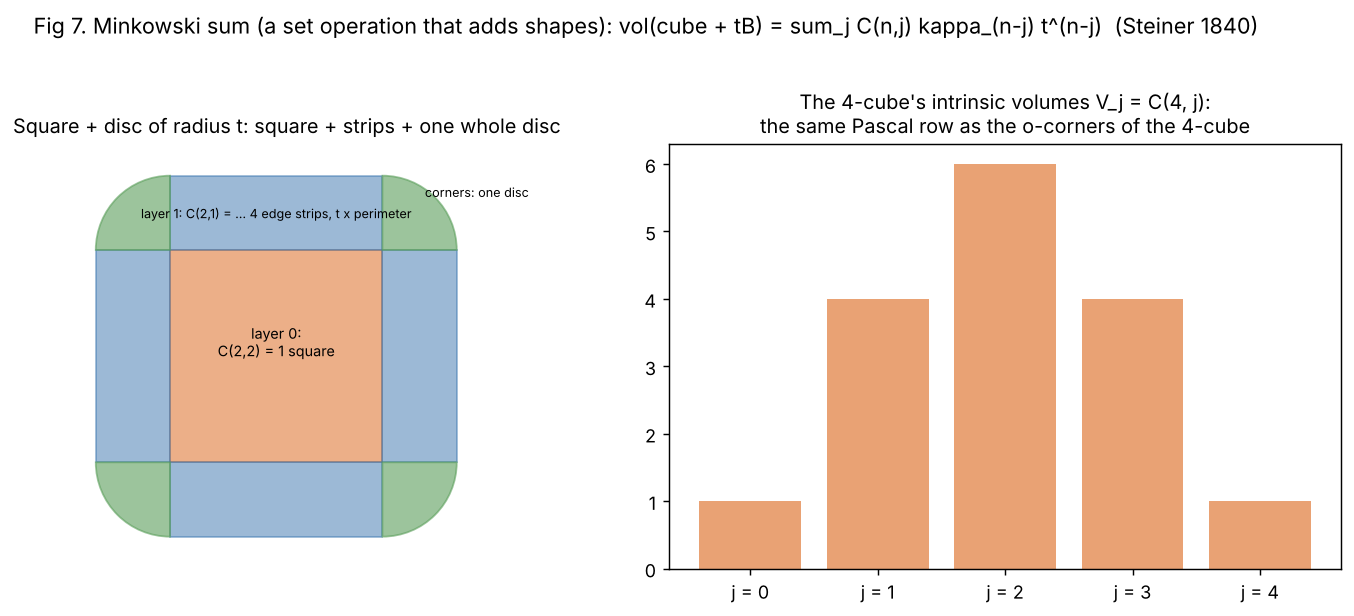 Fig 7. Minkowski sum (a set operation that adds shapes): vol(cube + tB) = sum_j C(n,j) kappa_(n-j) t^(n-j)  (Steiner 1840)
Square + disc of radius t: square + strips + one whole disc
corners: one disc
layer 1: C(2,1) = ... 4 edge strips, t x perimeter
layer 0:
C(2,2) = 1 square
The 4-cube's intrinsic volumes V_j = C(4, j):
the same Pascal row as the o-corners of the 4-cube
6
5
4
3
2
1
0
j = 0
j = 1
j = 2
j = 3
j = 4